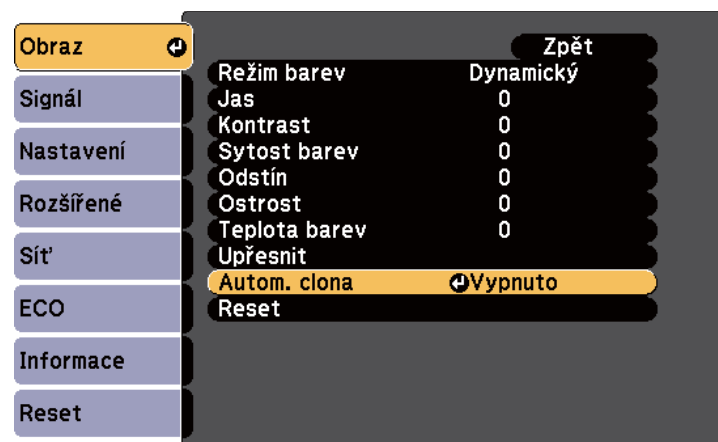 Obraz
Signál
Nastavení
Rozšířené
Síť
ECO
Informace
Reset
Zpět
Režim barev Dynamický
Jas 0
Kontrast 0
Sytost barev 0
Odstín 0
Ostrost 0
Teplota barev 0
Upřesnit
Autom. clona Vypnuto
Reset